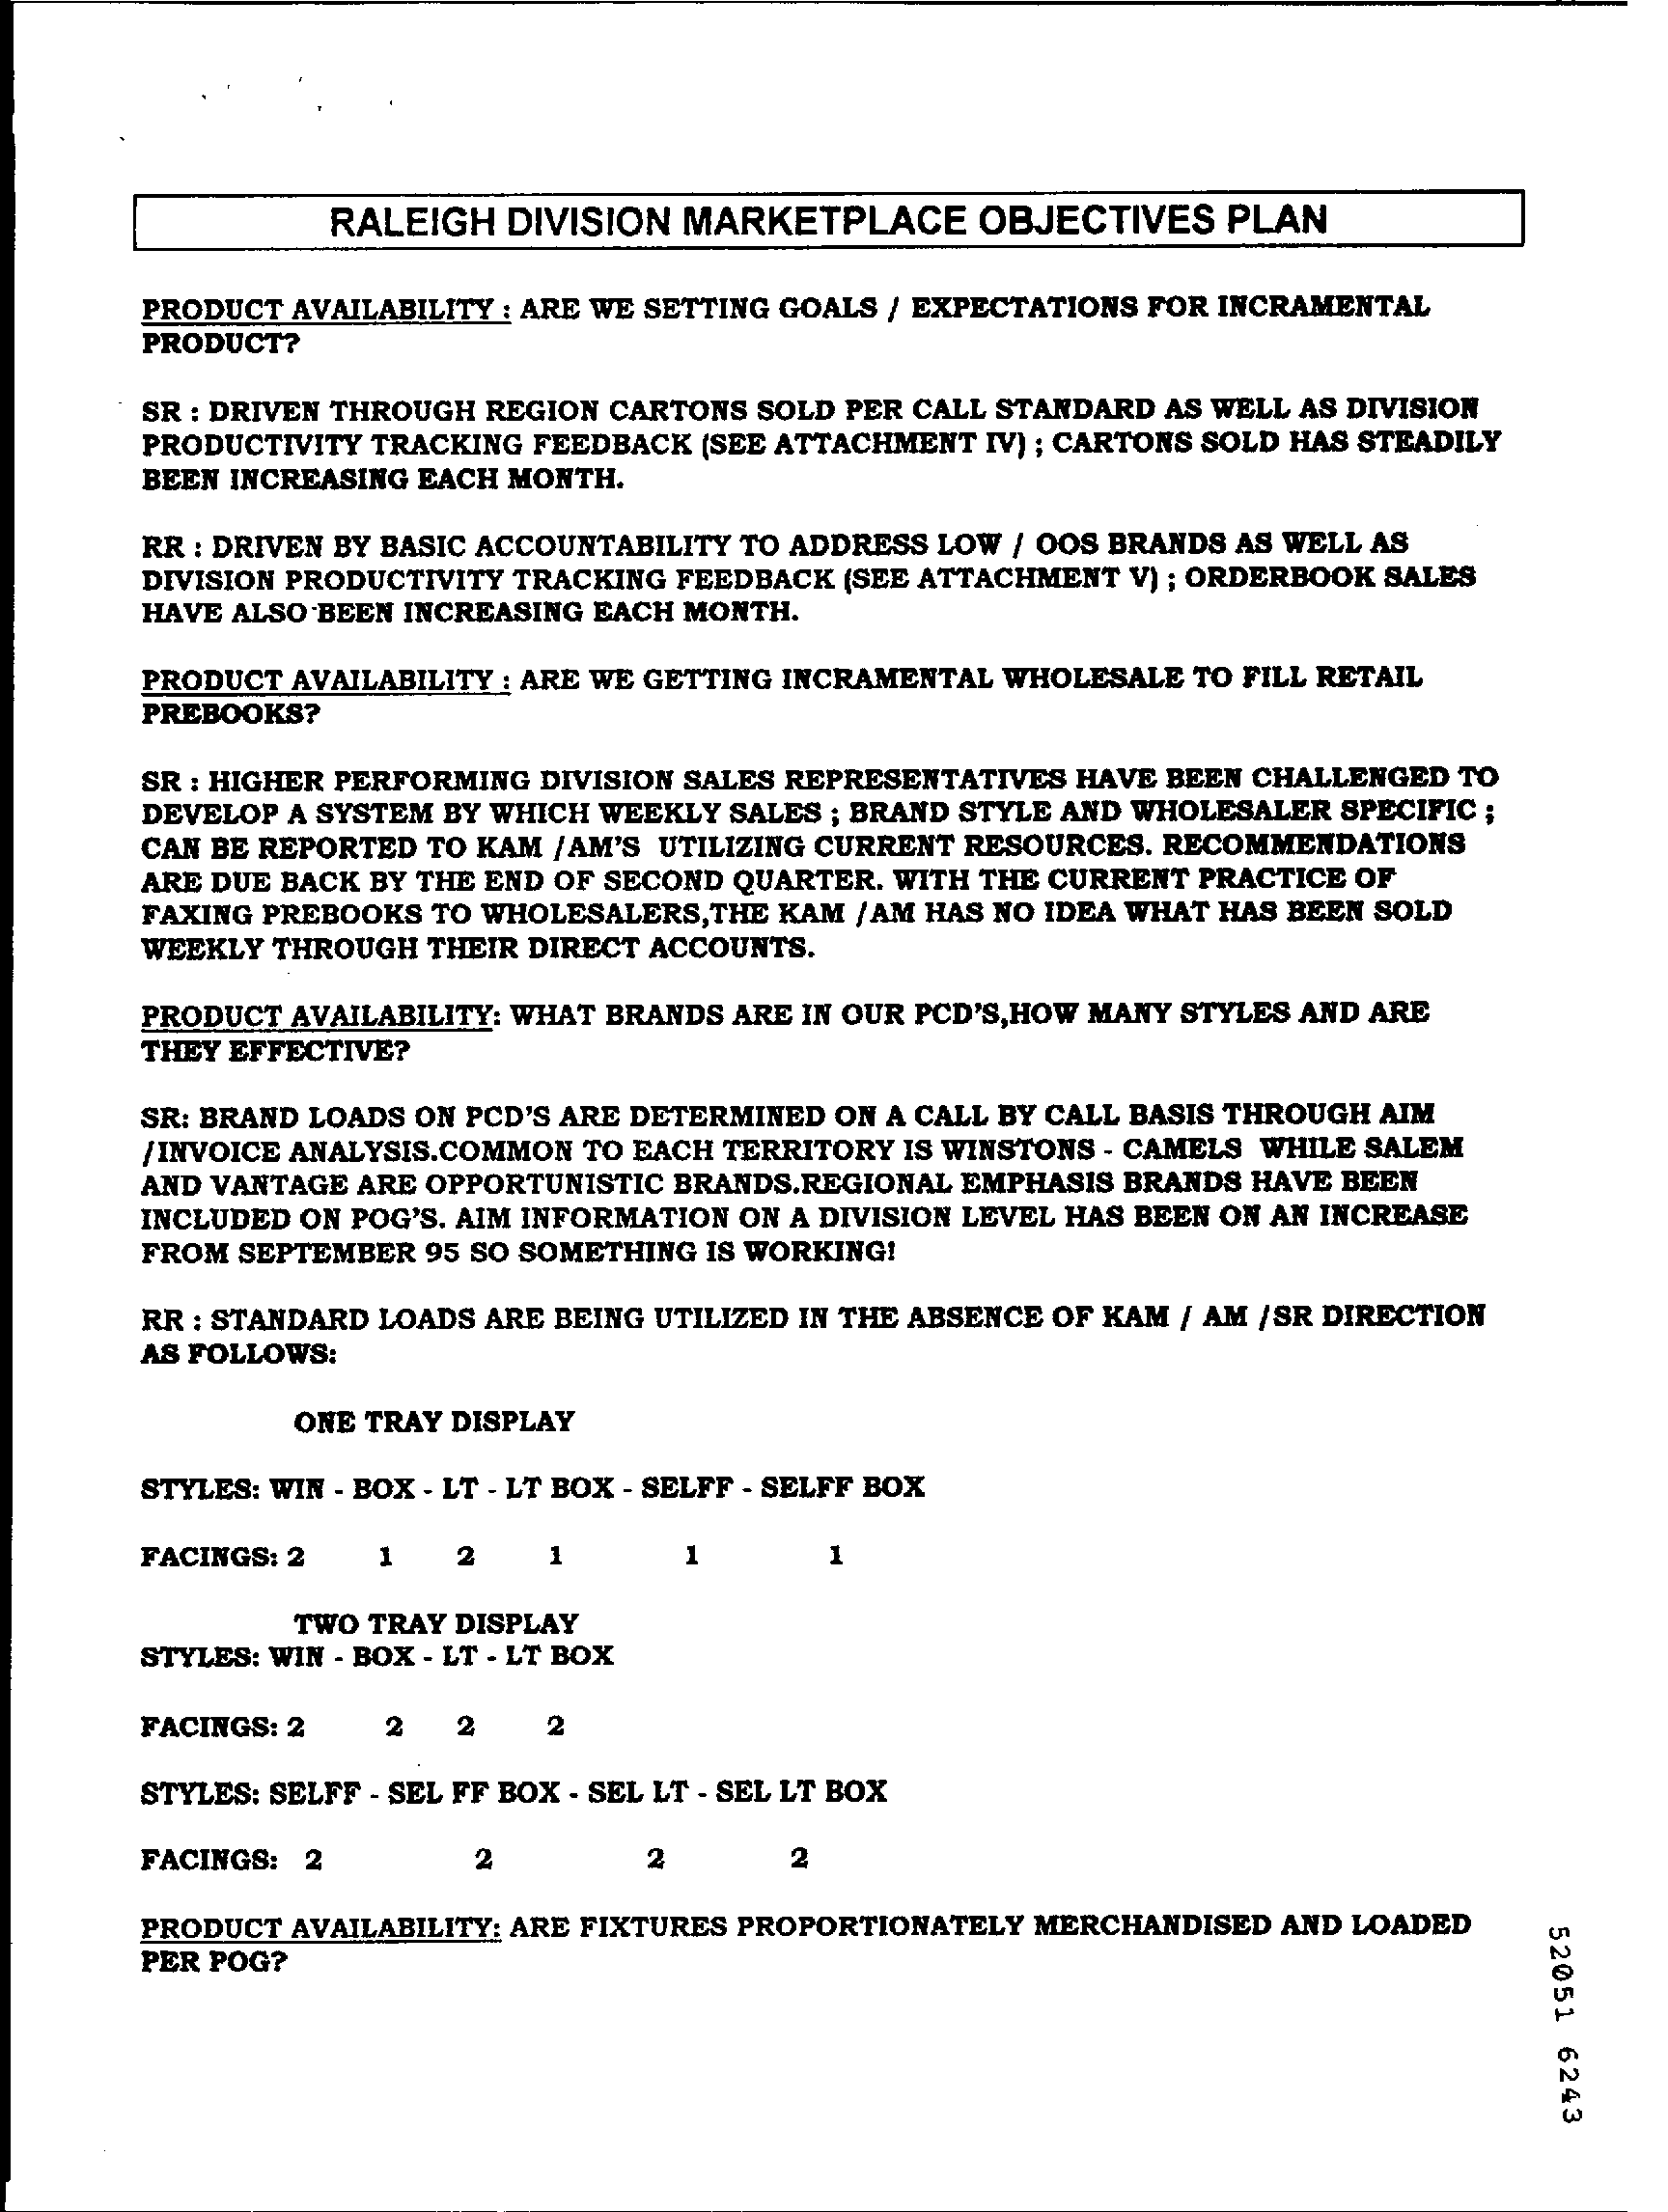 RALEIGH DIVISION MARKETPLACE OBJECTIVES PLAN
PRODUCT AVAILABILITY : ARE WE SETTING GOALS / EXPECTATIONS FOR INCRAMENTAL
PRODUCT?
SR : DRIVEN THROUGH REGION CARTONS SOLD PER CALL STANDARD AS WELL AS DIVISION
PRODUCTIVITY TRACKING FEEDBACK (SEE ATTACHMENT IV) ; CARTONS SOLD HAS STEADILY
BEEN INCREASING EACH MONTH.
RR : DRIVEN BY BASIC ACCOUNTABILITY TO ADDRESS LOW / OOS BRANDS AS WELL AS
DIVISION PRODUCTIVITY TRACKING FEEDBACK (SEE ATTACHMENT V) ; ORDERBOOK SALES
HAVE ALSO BEEN INCREASING EACH MONTH.
PRODUCT AVAILABILITY : ARE WE GETTING INCRAMENTAL WHOLESALE TO FILL RETAIL
PREBOOKS?
SR : HIGHER PERFORMING DIVISION SALES REPRESENTATIVES HAVE BEEN CHALLENGED TO
DEVELOP A SYSTEM BY WHICH WEEKLY SALES ; BRAND STYLE AND WHOLESALER SPECIFIC ;
CAN BE REPORTED TO KAM /AM'S UTILIZING CURRENT RESOURCES. RECOMMENDATIONS
ARE DUE BACK BY THE END OF SECOND QUARTER. WITH THE CURRENT PRACTICE OF
FAXING PREBOOKS TO WHOLESALERS,THE KAM /AM HAS NO IDEA WHAT HAS BEEN SOLD
WEEKLY THROUGH THEIR DIRECT ACCOUNTS.
PRODUCT AVAILABILITY: WHAT BRANDS ARE IN OUR PCD'S,HOW MANY STYLES AND ARE
THEY EFFECTIVE?
SR: BRAND LOADS ON PCD'S ARE DETERMINED ON A CALL BY CALL BASIS THROUGH AIM
/INVOICE ANALYSIS.COMMON TO EACH TERRITORY IS WINSTONS - CAMELS WHILE SALEM
AND VANTAGE ARE OPPORTUNISTIC BRANDS.REGIONAL EMPHASIS BRANDS HAVE BEEN
INCLUDED ON POG'S. AIM INFORMATION ON A DIVISION LEVEL HAS BEEN ON AN INCREASE
FROM SEPTEMBER 95 SO SOMETHING IS WORKING!
RR : STANDARD LOADS ARE BEING UTILIZED IN THE ABSENCE OF KAM / AM /SR DIRECTION
AS FOLLOWS:
ONE TRAY DISPLAY
STYLES: WIN - BOX - LT - LT BOX - SELFF - SELFF BOX
FACINGS: 2 1 2 1 1 1
TWO TRAY DISPLAY
STYLES: WIN - BOX - LT - LT BOX
FACINGS: 2 2 2 2
STYLES: SELFF - SEL FF BOX - SEL LT - SEL LT BOX
FACINGS: 2 2 2 2
PRODUCT AVAILABILITY: ARE FIXTURES PROPORTIONATELY MERCHANDISED AND LOADED
PER POG?
52051 6243